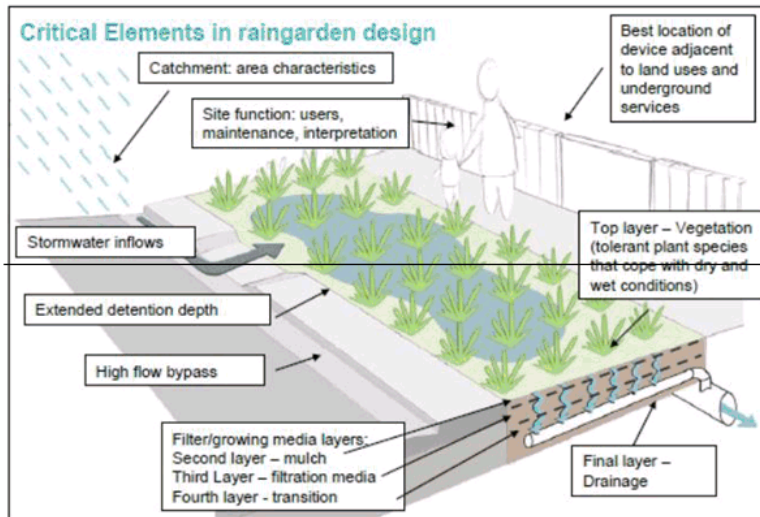 Critical Elements in raingarden design
Catchment: area characteristics
Best location of
device adjacent
to land uses and
underground
services
Site function: users,
maintenance, interpretation
Stormwater inflows
Top layer – Vegetation
(tolerant plant species
that cope with dry and
wet conditions)
Extended detention depth
High flow bypass
Filter/growing media layers:
Second layer – mulch
Third Layer – filtration media
Fourth layer - transition
Final layer –
Drainage